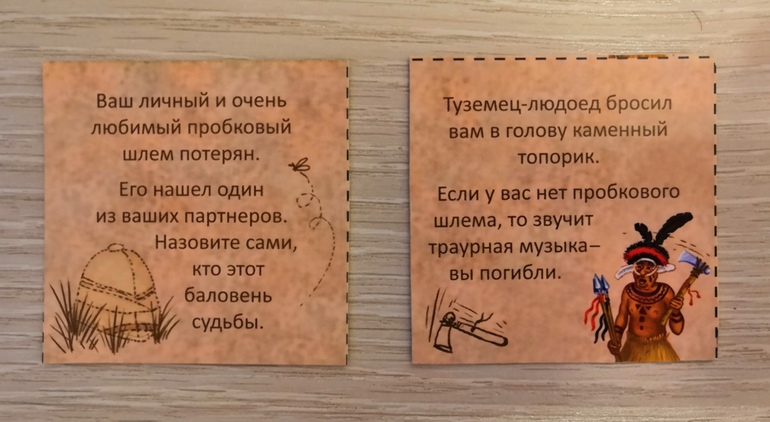 Ваш личный и очень
любимый пробковый
шлем потерян.
Его нашел один
из ваших партнеров.
Назовите сами,
кто этот
баловень
судьбы.
Туземец-людоед бросил
вам в голову каменный
топорик.
Если у вас нет пробкового
шлема, то звучит
траурная музыка–
вы погибли.